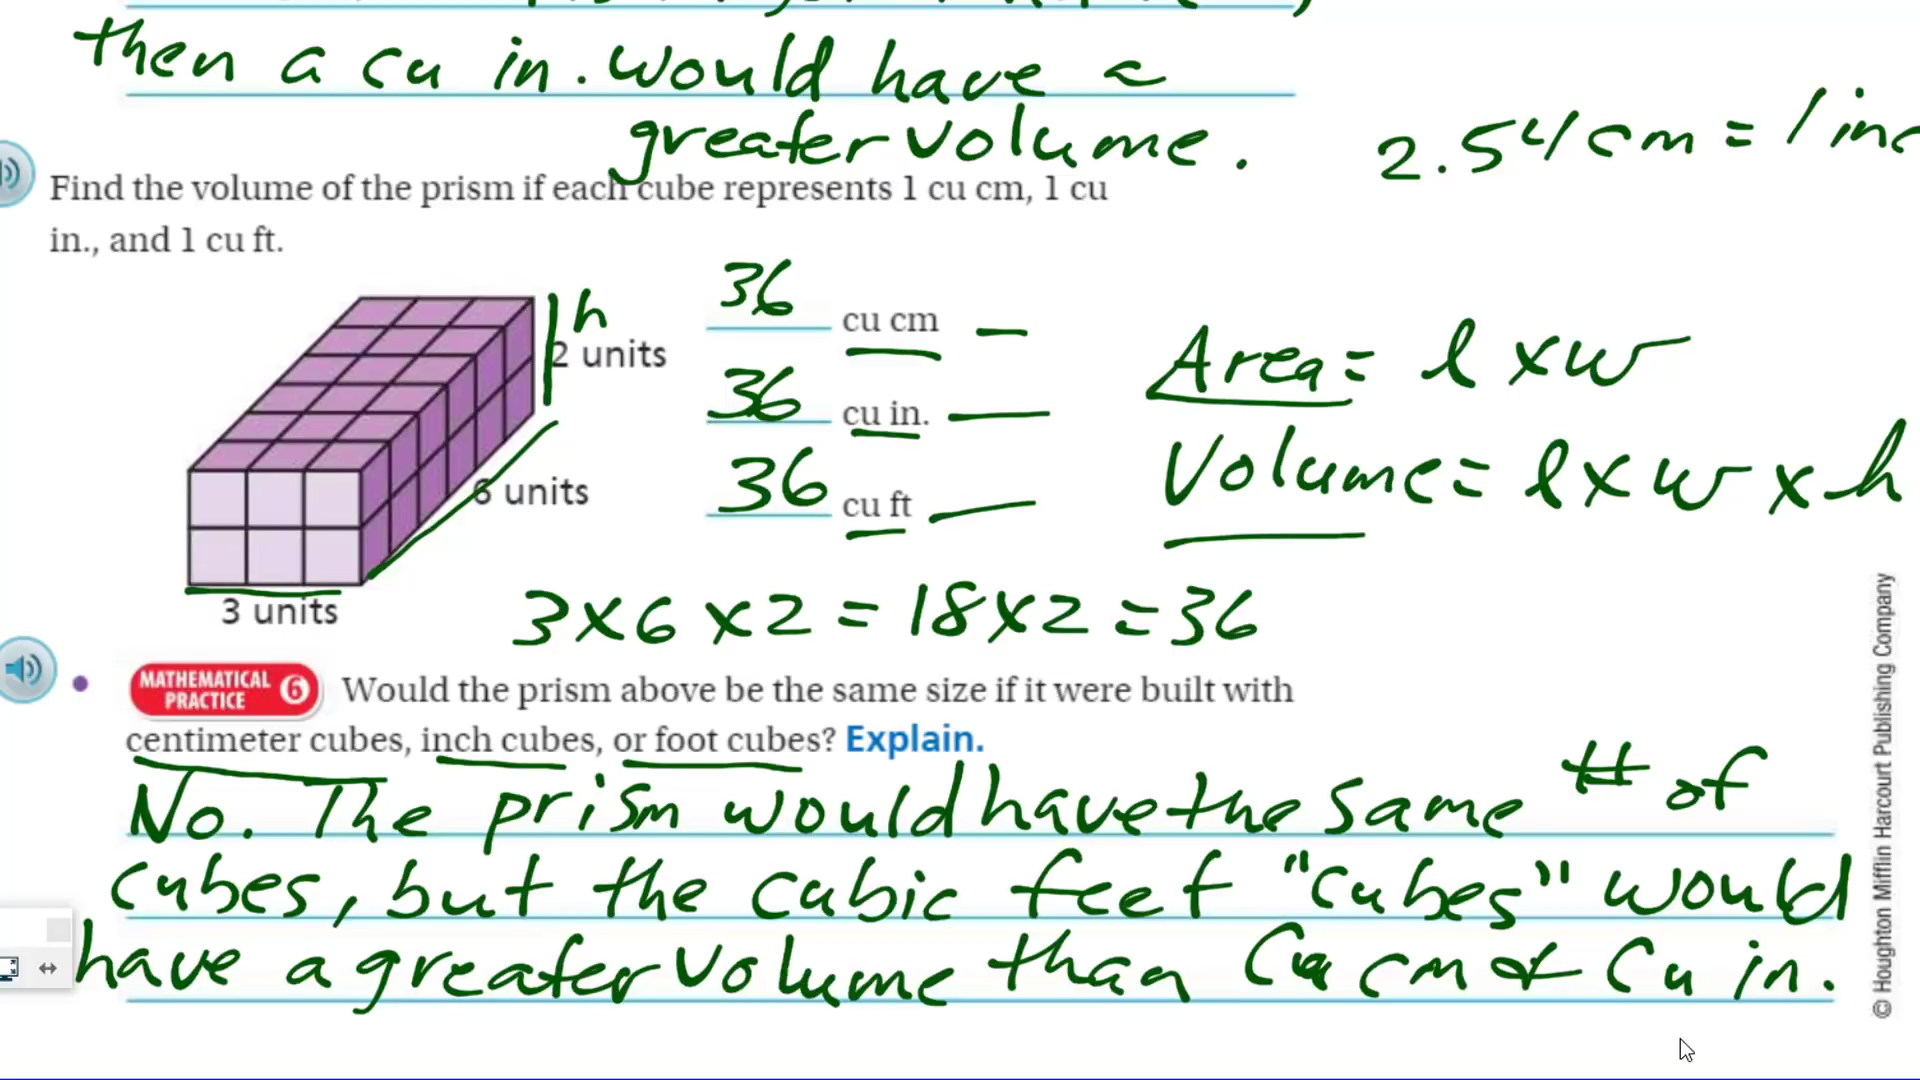 then a cu in. would have a
greater volume.
2.54 cm = 1 inc
Find the volume of the prism if each cube represents 1 cu cm, 1 cu
in., and 1 cu ft.
h
2 units
6 units
3 units
36 cu cm
36 cu in.
36 cu ft
Area = l x w
Volume = l x w x h
3 x 6 x 2 = 18 x 2 = 36
MATHEMATICAL
PRACTICE 6
Would the prism above be the same size if it were built with
centimeter cubes, inch cubes, or foot cubes? Explain.
No. The prism would have the same # of
cubes, but the cubic feet "cubes" would
have a greater volume than Cu cm & Cu in.
© Houghton Mifflin Harcourt Publishing Company